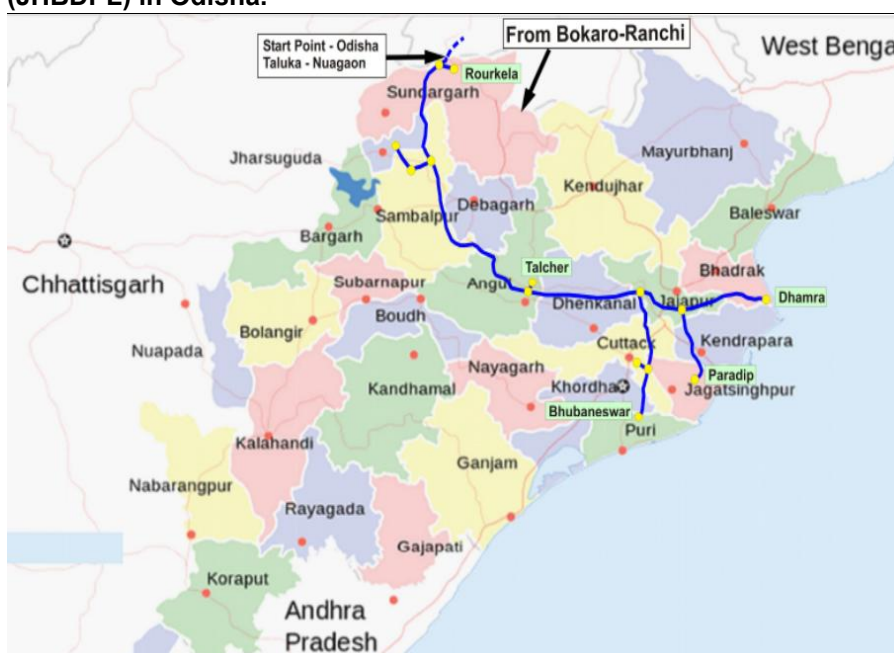 (JHBDPL) in Odisha.
Start Point - Odisha
Taluka - Nuagaon
From Bokaro-Ranchi
West Benga
Rourkela
Sundargarh
Jharsuguda
Mayurbhanj
Kendujhar
Debagarh
Sambalpur
Baleswar
Bargarh
Chhattisgarh
Subarnapur
Angul
Talcher
Bhadrak
Dhenkanal
Jajapur
Dhamra
Boudh
Bolangir
Nuapada
Cuttack
Kendrapara
Nayagarh
Kandhamal
Khordha
Paradip
Jagatsinghpur
Bhubaneswar
Puri
Kalahandi
Ganjam
Nabarangpur
Rayagada
Gajapati
Koraput
Andhra
Pradesh